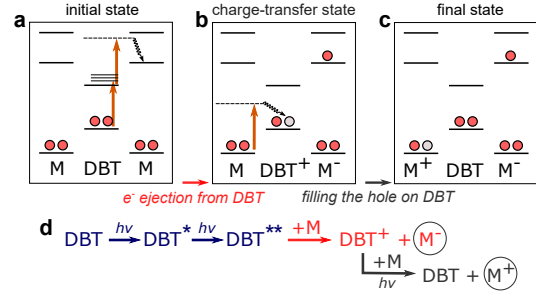 initial state
charge-transfer state
final state
a
b
c
M DBT M
M DBT+ M-
M+ DBT M-
e- ejection from DBT
filling the hole on DBT
d
DBT hν DBT* hν DBT** +M DBT+ + M-
+M hν DBT + M+